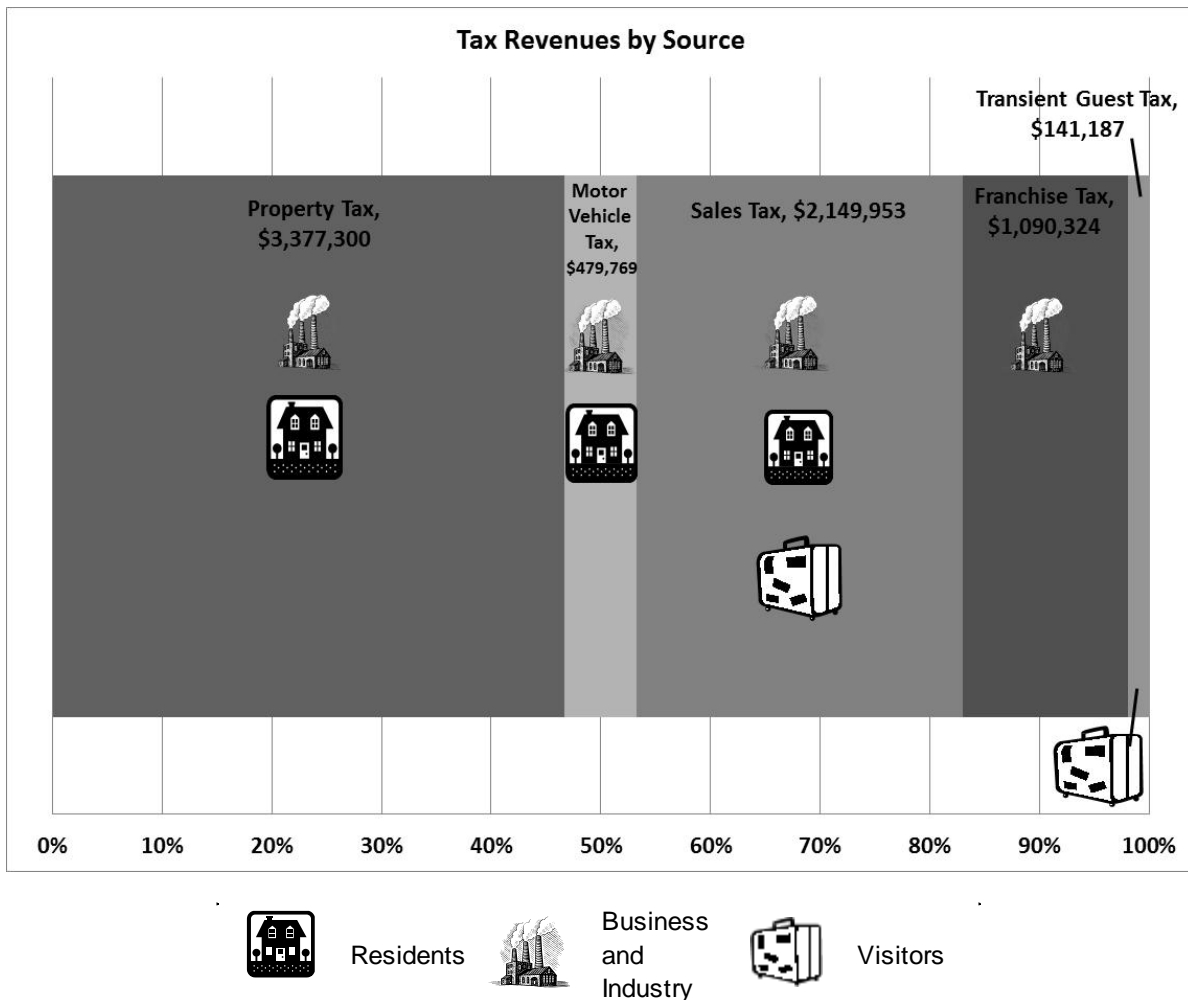 Tax Revenues by Source
Transient Guest Tax,
$141,187
Property Tax,
$3,377,300
Motor
Vehicle
Tax,
$479,769
Sales Tax, $2,149,953
Franchise Tax,
$1,090,324
0% 10% 20% 30% 40% 50% 60% 70% 80% 90% 100%
Residents
Business
and
Industry
Visitors